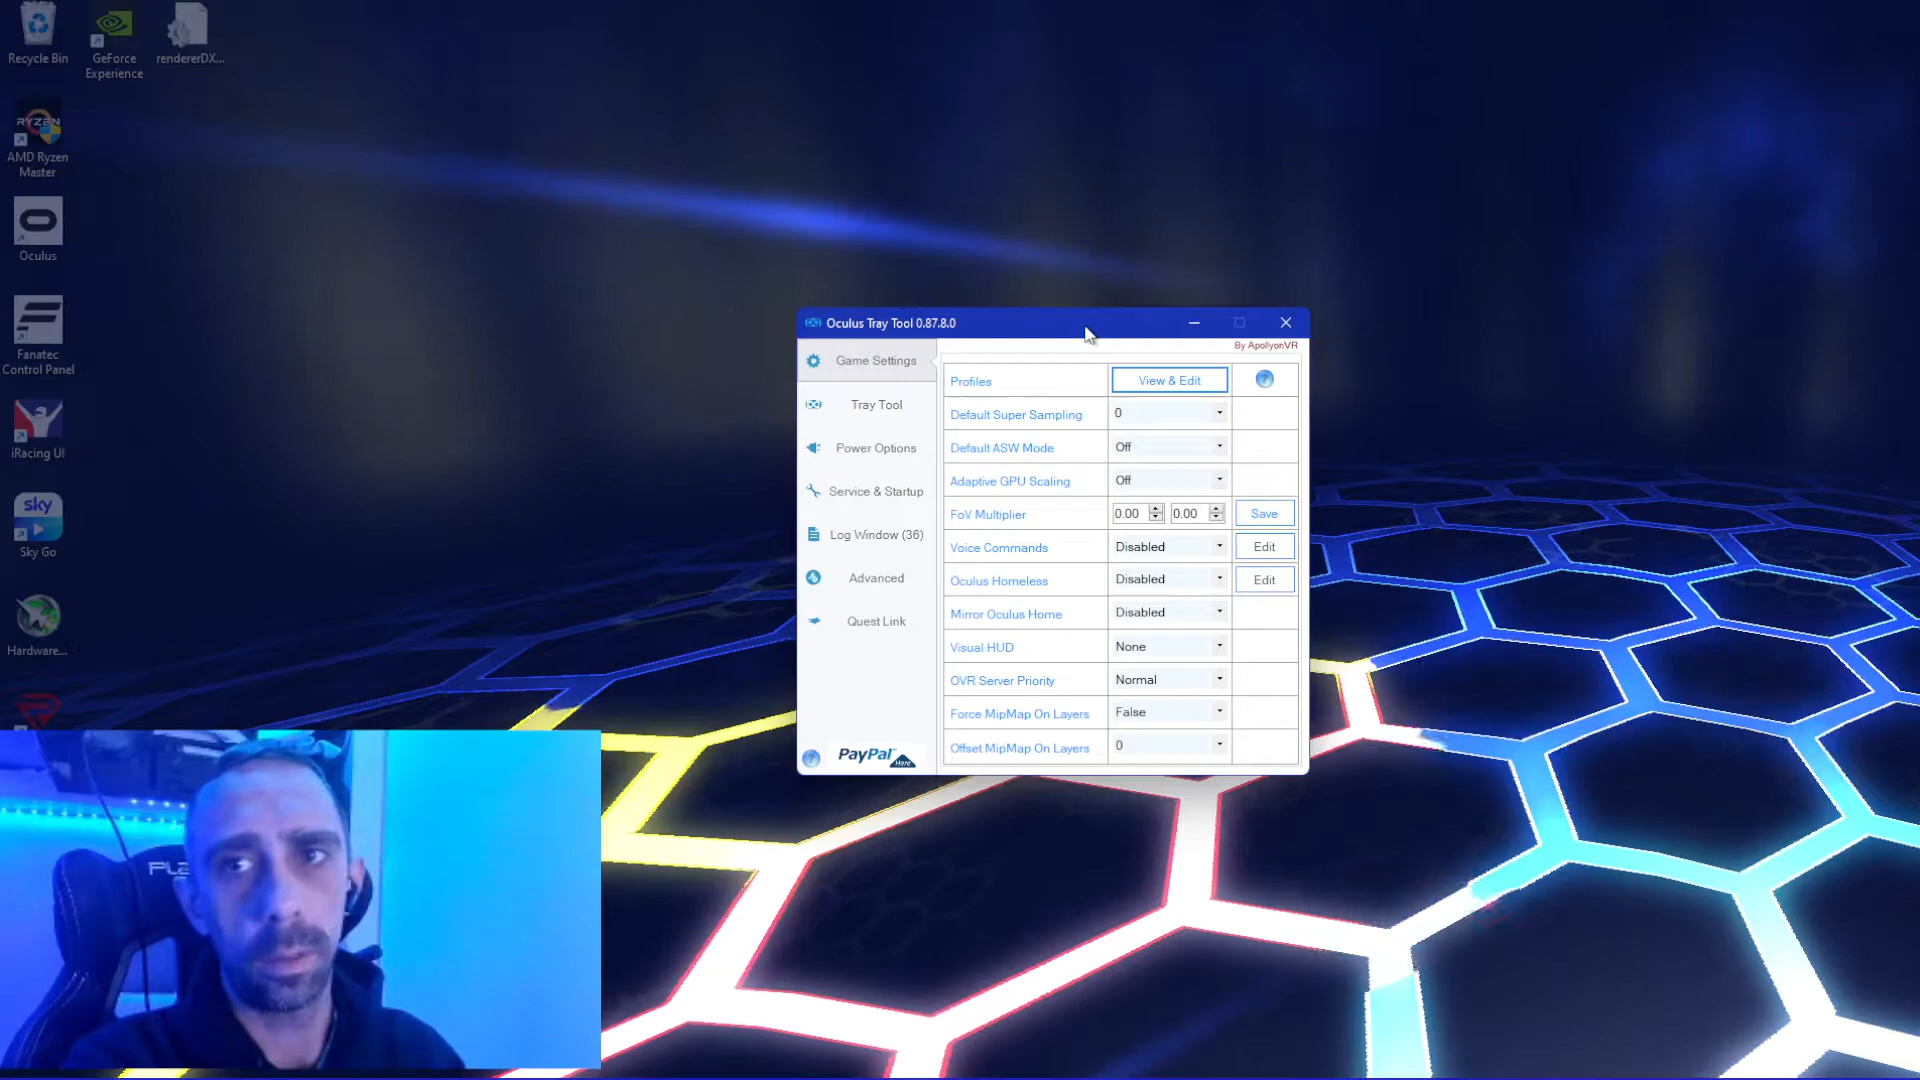 Recycle Bin
GeForce
Experience
rendererDX...
RYZEN
AMD Ryzen
Master
Oculus
Fanatec
Control Panel
iRacing UI
sky
Sky Go
Hardware...
Oculus Tray Tool 0.87.8.0
By ApollyonVR
Game Settings
Tray Tool
Power Options
Service & Startup
Log Window (36)
Advanced
Quest Link
PayPal
Here
Profiles View & Edit ?
Default Super Sampling 0
Default ASW Mode Off
Adaptive GPU Scaling Off
FoV Multiplier 0.00 0.00 Save
Voice Commands Disabled Edit
Oculus Homeless Disabled Edit
Mirror Oculus Home Disabled
Visual HUD None
OVR Server Priority Normal
Force MipMap On Layers False
Offset MipMap On Layers 0